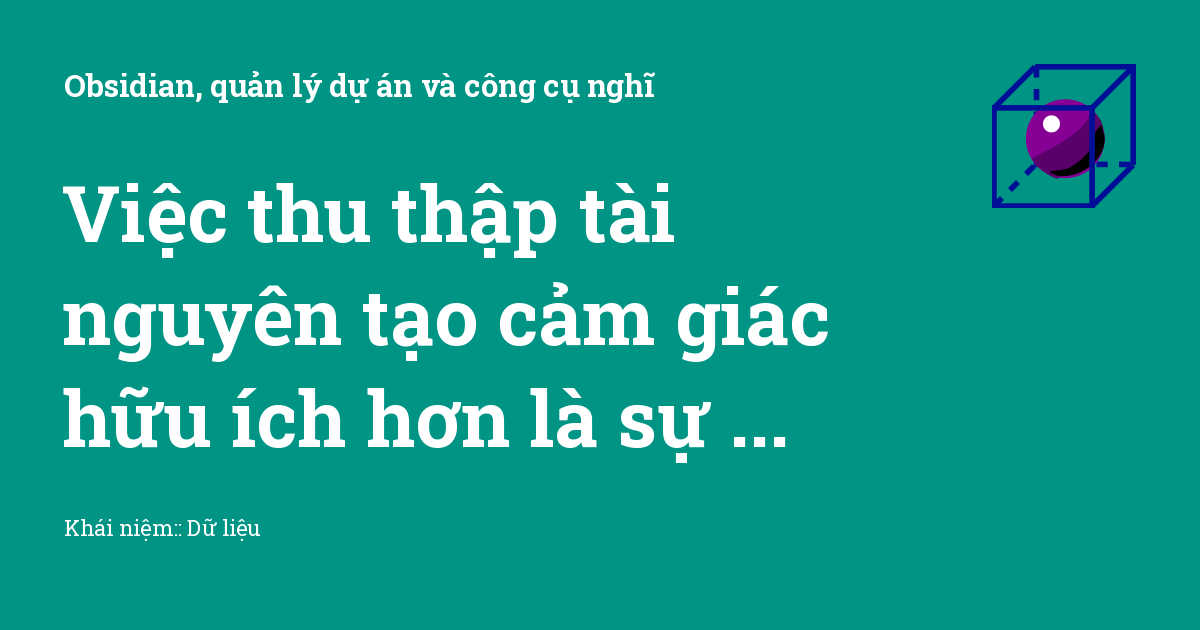 Obsidian, quản lý dự án và công cụ nghĩ
Việc thu thập tài
nguyên tạo cảm giác
hữu ích hơn là sự ...
Khái niệm:: Dữ liệu